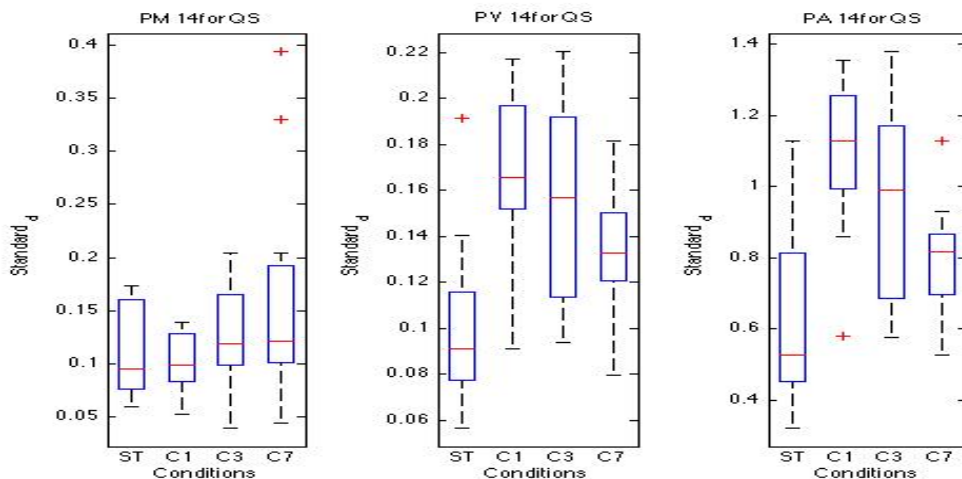 PM 14forQS
0.4
0.35
0.3
0.25
0.2
0.15
0.1
0.05
Standard_d
ST C1 C3 C7
Conditions
PV 14forQS
0.22
0.2
0.18
0.16
0.14
0.12
0.1
0.08
0.06
Standard_d
ST C1 C3 C7
Conditions
PA 14forQS
1.4
1.2
1
0.8
0.6
0.4
Standard_d
ST C1 C3 C7
Conditions